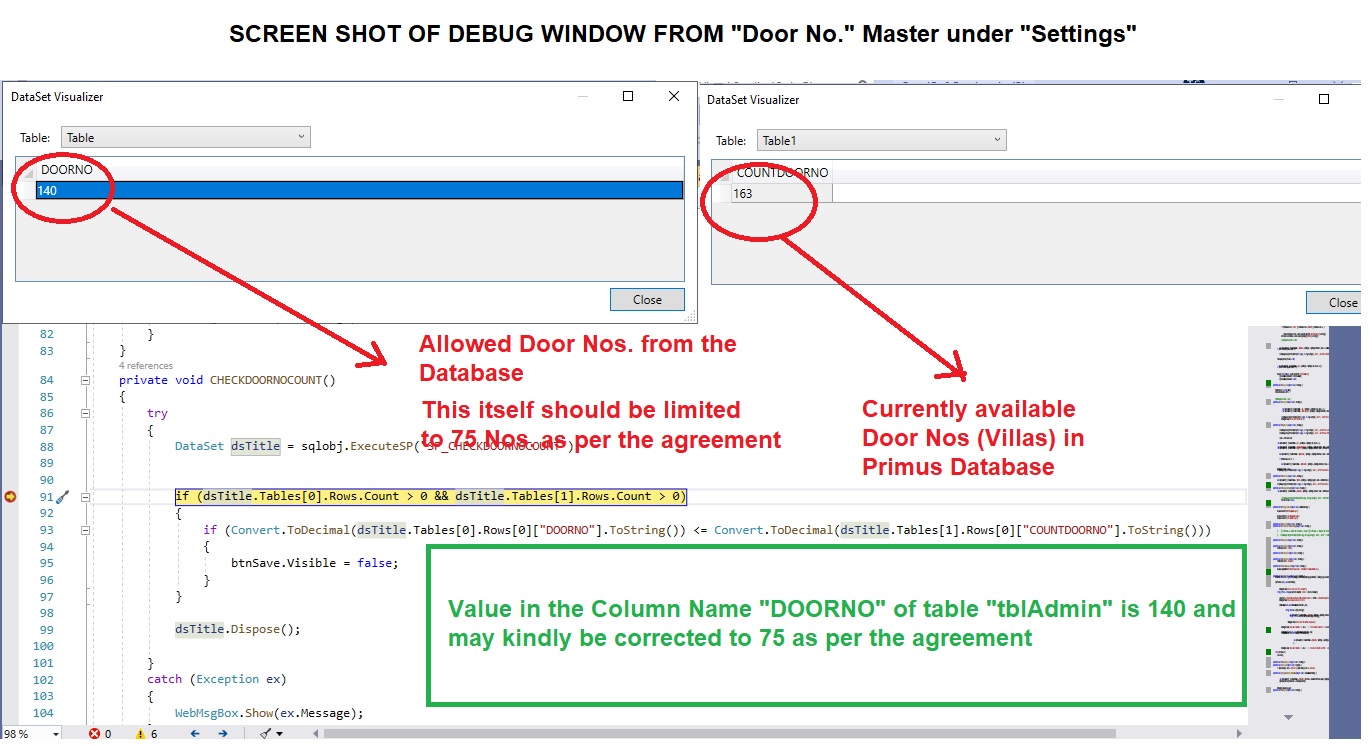 SCREEN SHOT OF DEBUG WINDOW FROM "Door No." Master under "Settings"
DataSet Visualizer
Table: Table
DOORNO
140
Close
DataSet Visualizer
Table: Table1
COUNTDOORNO
163
Close
Allowed Door Nos. from the
Database
This itself should be limited
to 75 Nos. as per the agreement
Currently available
Door Nos (Villas) in
Primus Database
82 }
83 }
4 references
84 private void CHECKDOORNOCOUNT()
85 {
86 try
87 {
88 DataSet dsTitle = sqlobj.ExecuteSP("SP_CHECKDOORNOCOUNT")
89
90
91 if (dsTitle.Tables[0].Rows.Count > 0 && dsTitle.Tables[1].Rows.Count > 0)
92 {
93 if (Convert.ToDecimal(dsTitle.Tables[0].Rows[0]["DOORNO"].ToString()) <= Convert.ToDecimal(dsTitle.Tables[1].Rows[0]["COUNTDOORNO"].ToString()))
94 {
95 btnSave.Visible = false;
96 }
97 }
98
99 dsTitle.Dispose();
100
101 }
102 catch (Exception ex)
103 {
104 WebMsgBox.Show(ex.Message);
Value in the Column Name "DOORNO" of table "tblAdmin" is 140 and
may kindly be corrected to 75 as per the agreement
98 % 0 6